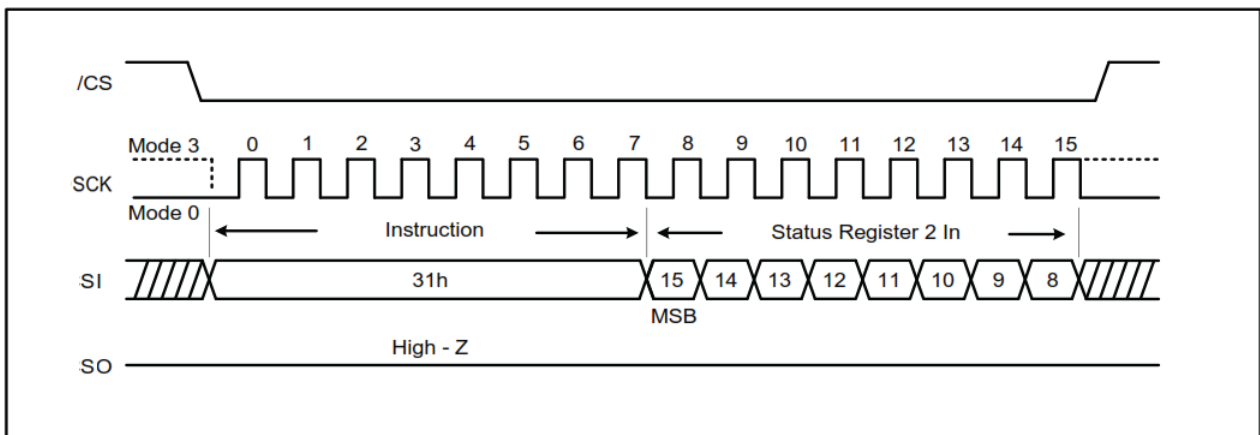 /CS
Mode 3 0 1 2 3 4 5 6 7 8 9 10 11 12 13 14 15
SCK
Mode 0
Instruction Status Register 2 In
SI 31h 15 14 13 12 11 10 9 8
MSB
High - Z
SO